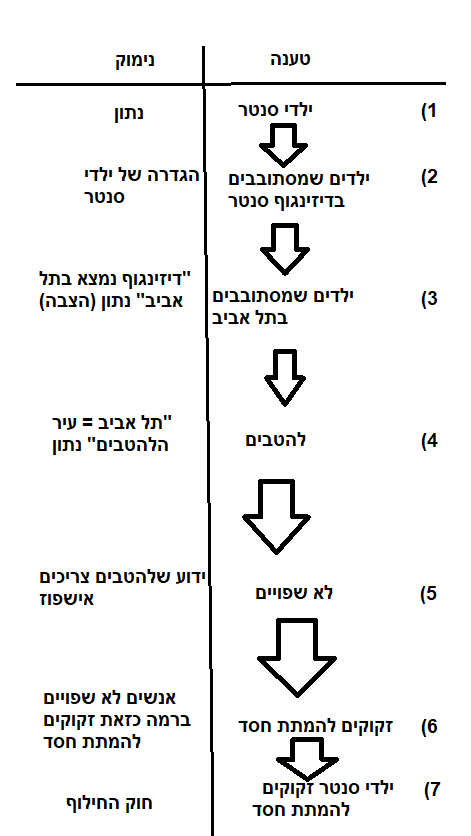 טענה
נימוק
1)
ילדי סנטר
נתון
2)
ילדים שמסתובבים
בדיזינגוף סנטר
הגדרה של ילדי
סנטר
3)
ילדים שמסתובבים
בתל אביב
"דיזינגוף נמצא בתל
אביב" נתון (הצבה)
4)
להטבים
"תל אביב = עיר
הלהטבים" נתון
5)
לא שפויים
ידוע שלהטבים צריכים
אישפוז
6)
זקוקים להמתת חסד
אנשים לא שפויים
ברמה כזאת זקוקים
להמתת חסד
7)
ילדי סנטר זקוקים
להמתת חסד
חוק החילוף